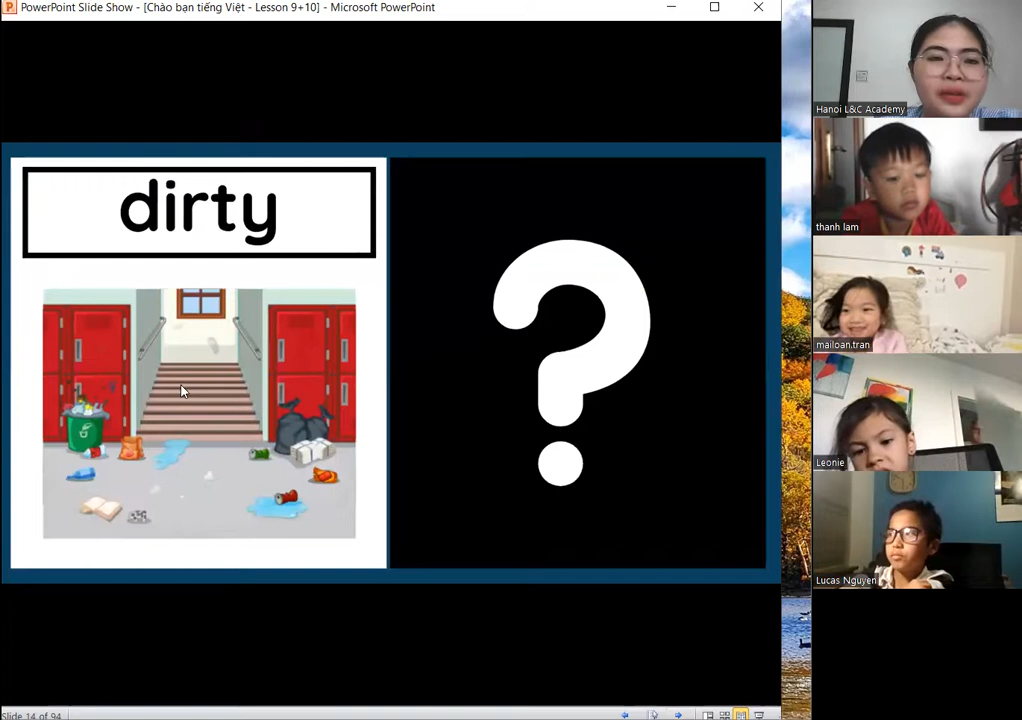 PowerPoint Slide Show - [Chào bạn tiếng Việt - Lesson 9+10] - Microsoft PowerPoint
dirty
?
Hanoi L&C Academy
thanh lam
mailoan.tran
Leonie
Lucas Nguyen
Slide 14 of 94